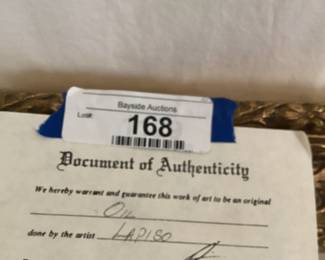 Bayside Auctions
Lot#:
168
Document of Authenticity
We hereby warrant and guarantee this work of art to be an original
OIL
done by the artist LAPISO